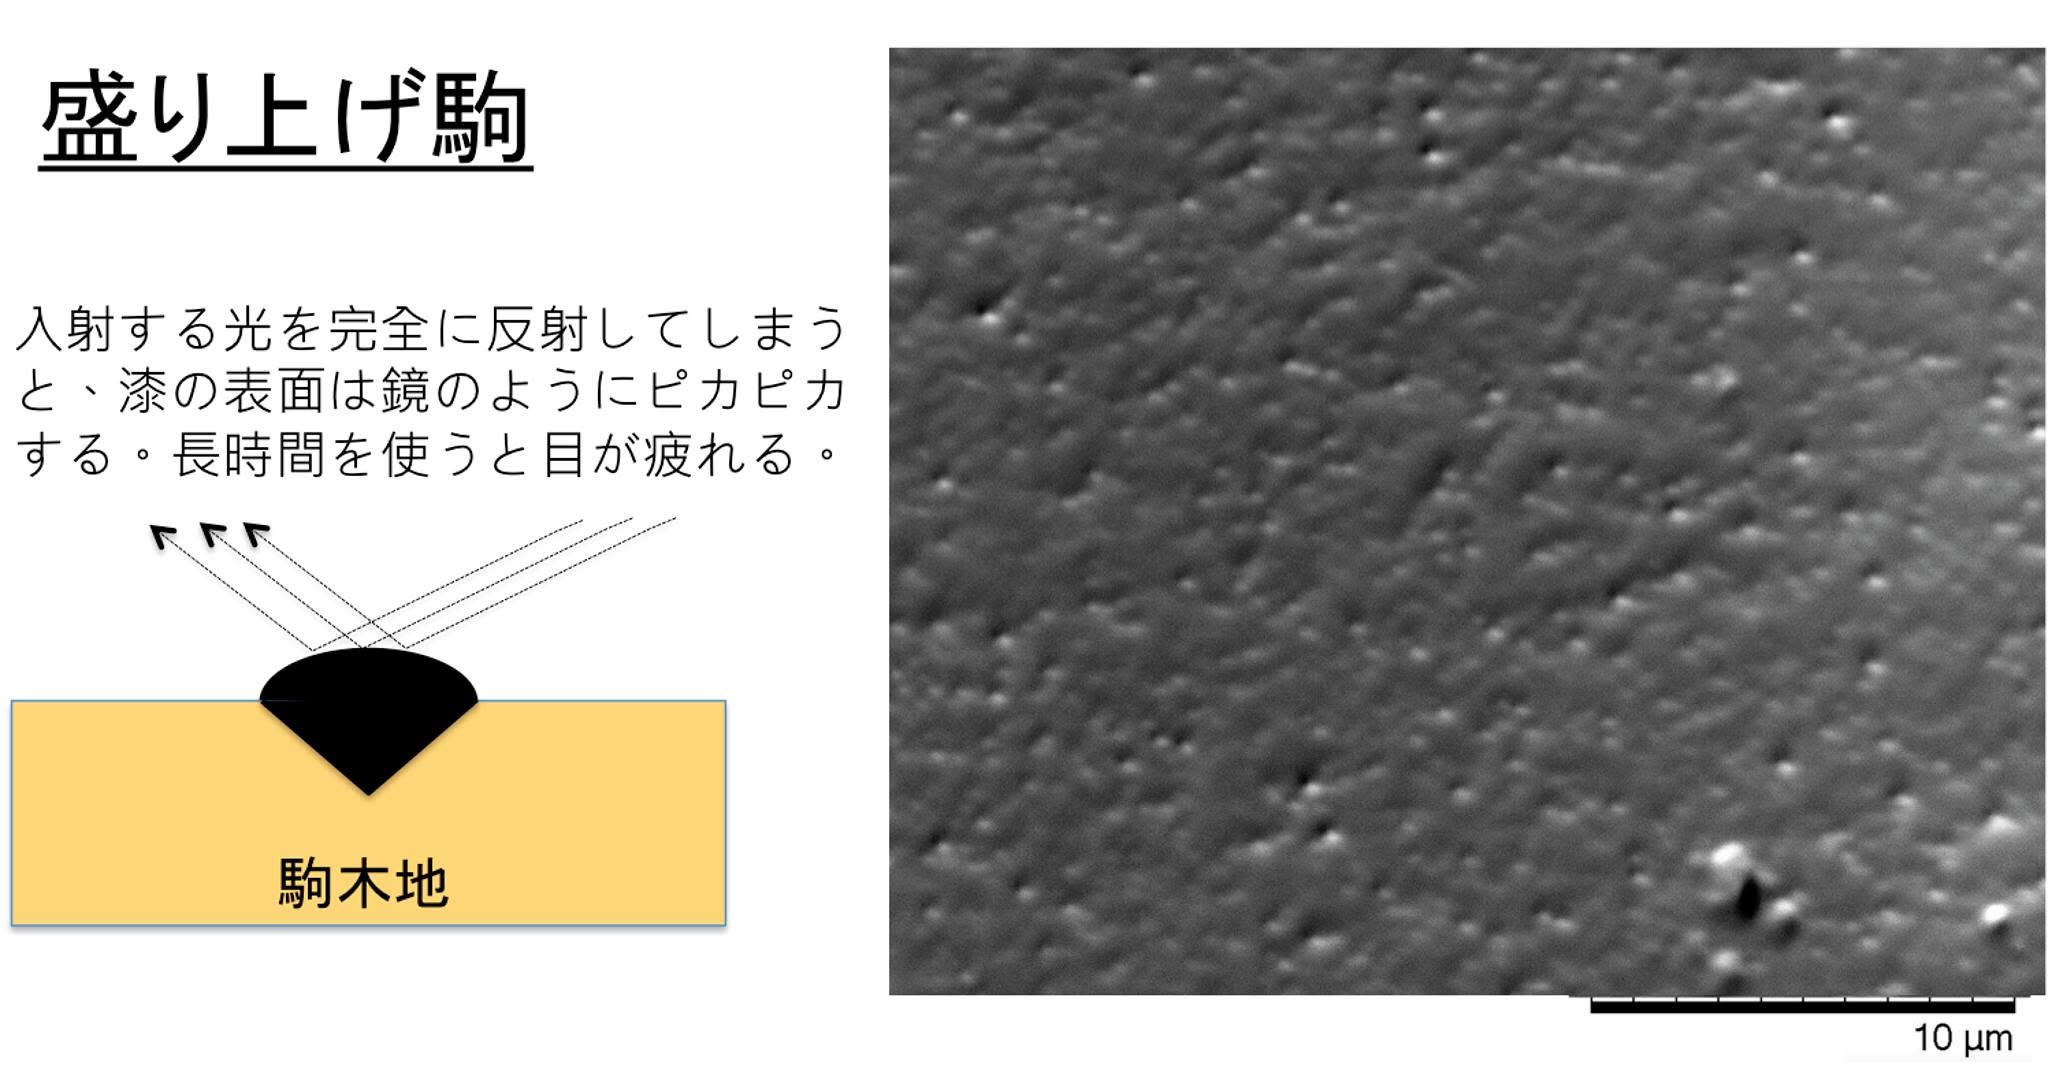 盛り上げ駒
入射する光を完全に反射してしまう
と、漆の表面は鏡のようにピカピカ
する。長時間を使うと目が疲れる。
駒木地
10 μm